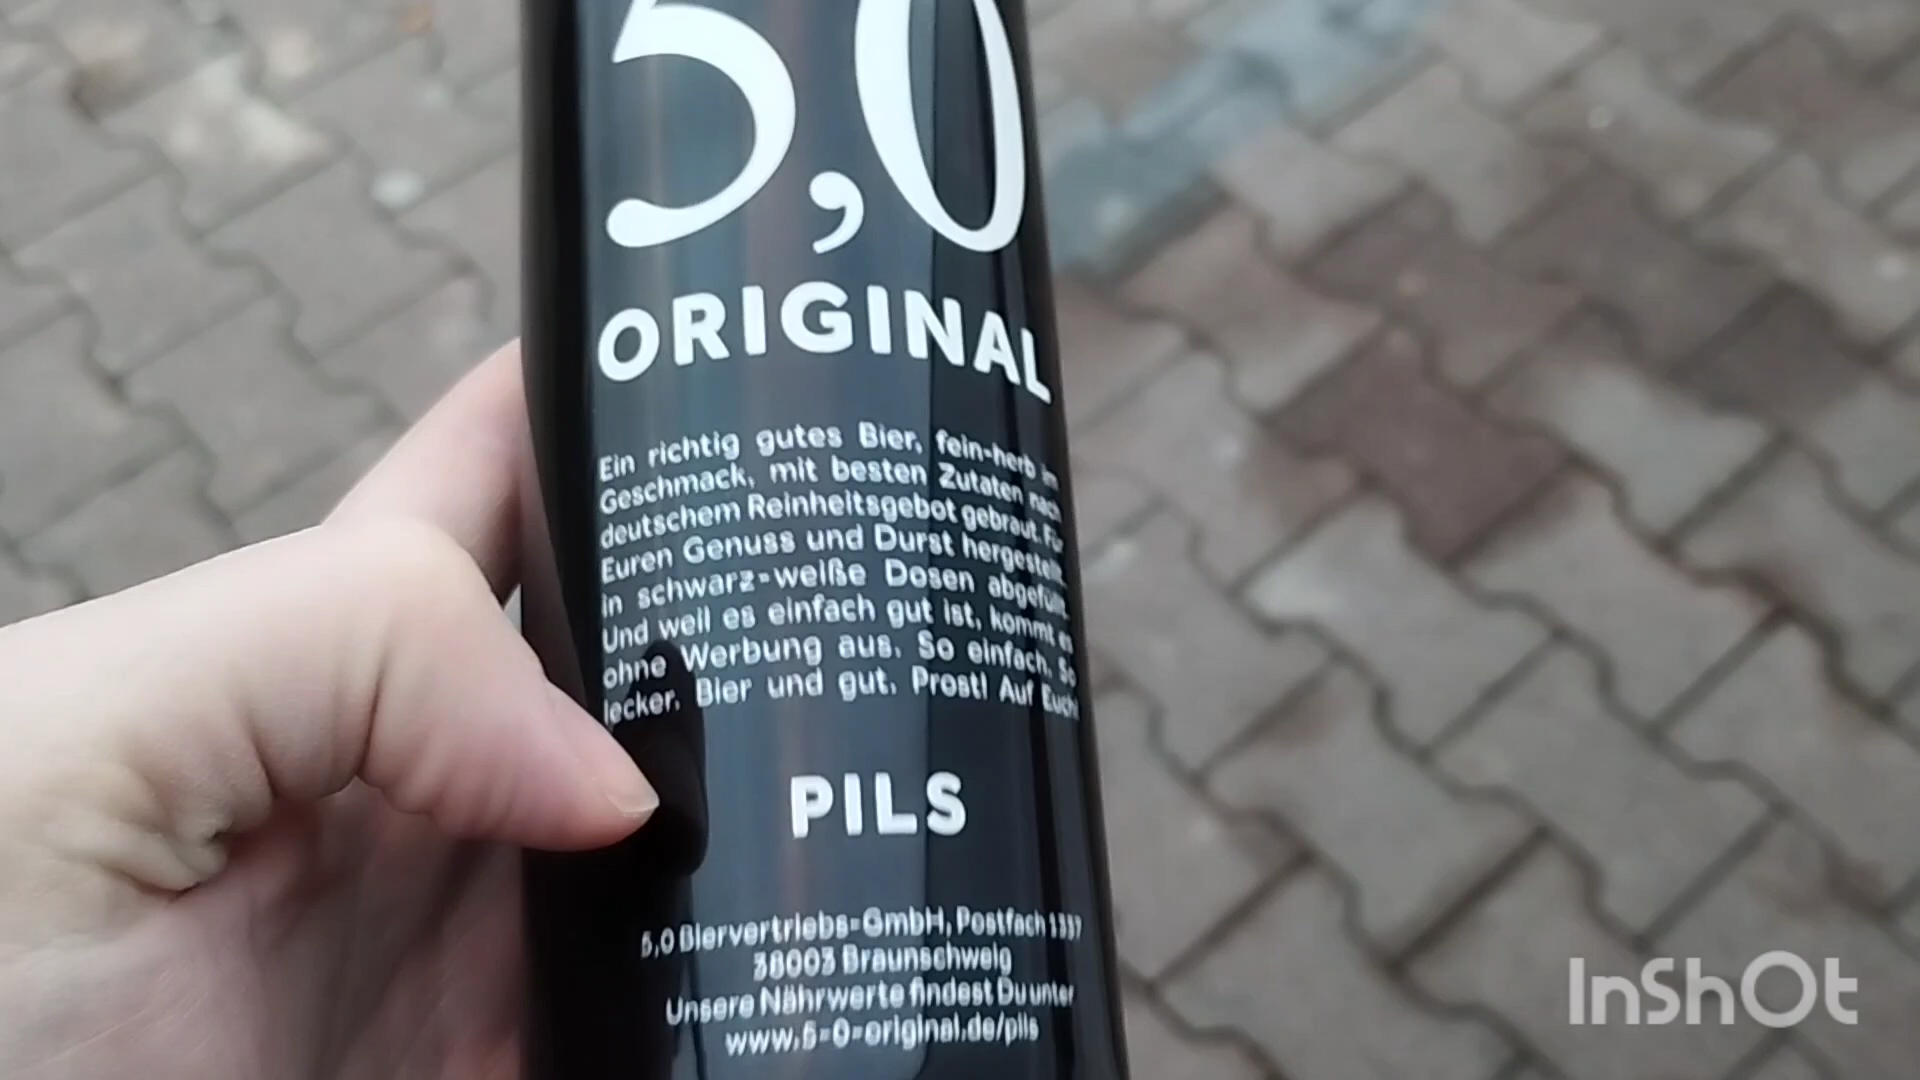 5,0
ORIGINAL
Ein richtig gutes Bier, fein-herb im
Geschmack, mit besten Zutaten nach
deutschem Reinheitsgebot gebraut. Für
Euren Genuss und Durst hergestellt,
in schwarz-weiße Dosen abgefüllt.
Und weil es einfach gut ist, kommt es
ohne Werbung aus. So einfach. So
lecker. Bier und gut. Prost! Auf Euch!
PILS
5,0 Biervertriebs-GmbH, Postfach 1337
38003 Braunschweig
Unsere Nährwerte findest Du unter
www.5-0-original.de/pils
InShOt